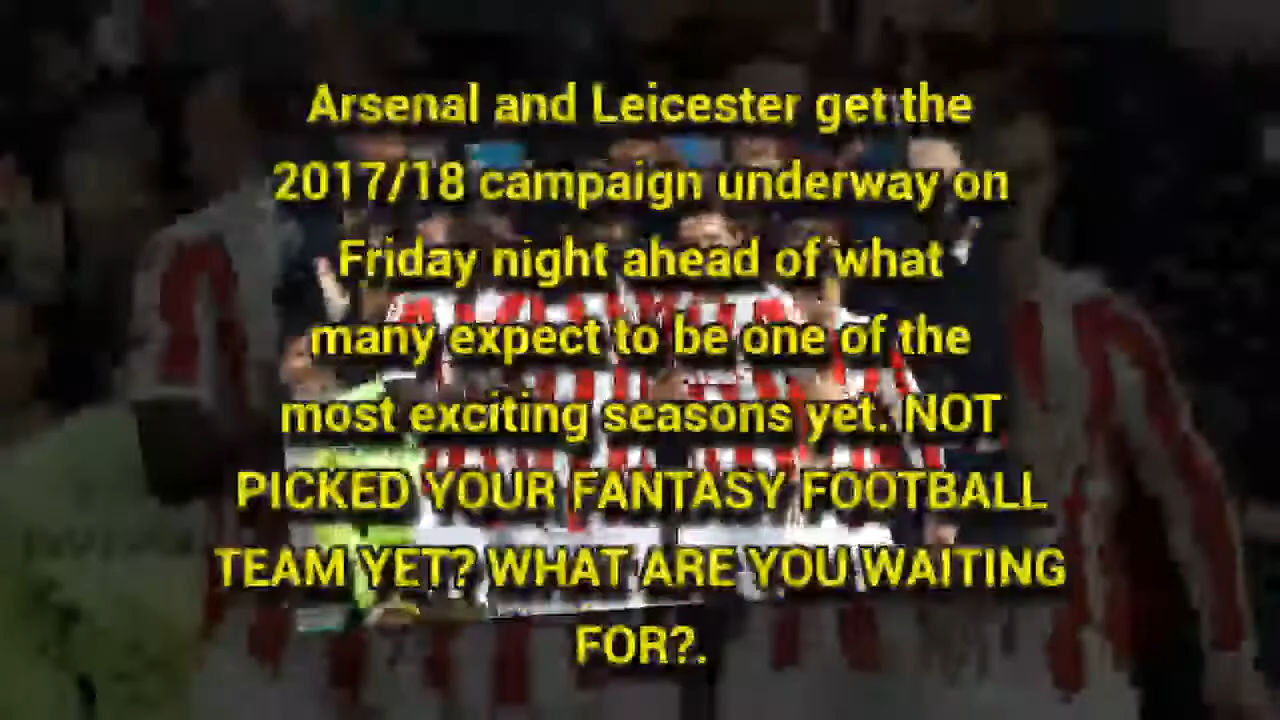 Arsenal and Leicester get the
2017/18 campaign underway on
Friday night ahead of what
many expect to be one of the
most exciting seasons yet. NOT
PICKED YOUR FANTASY FOOTBALL
TEAM YET? WHAT ARE YOU WAITING
FOR?.